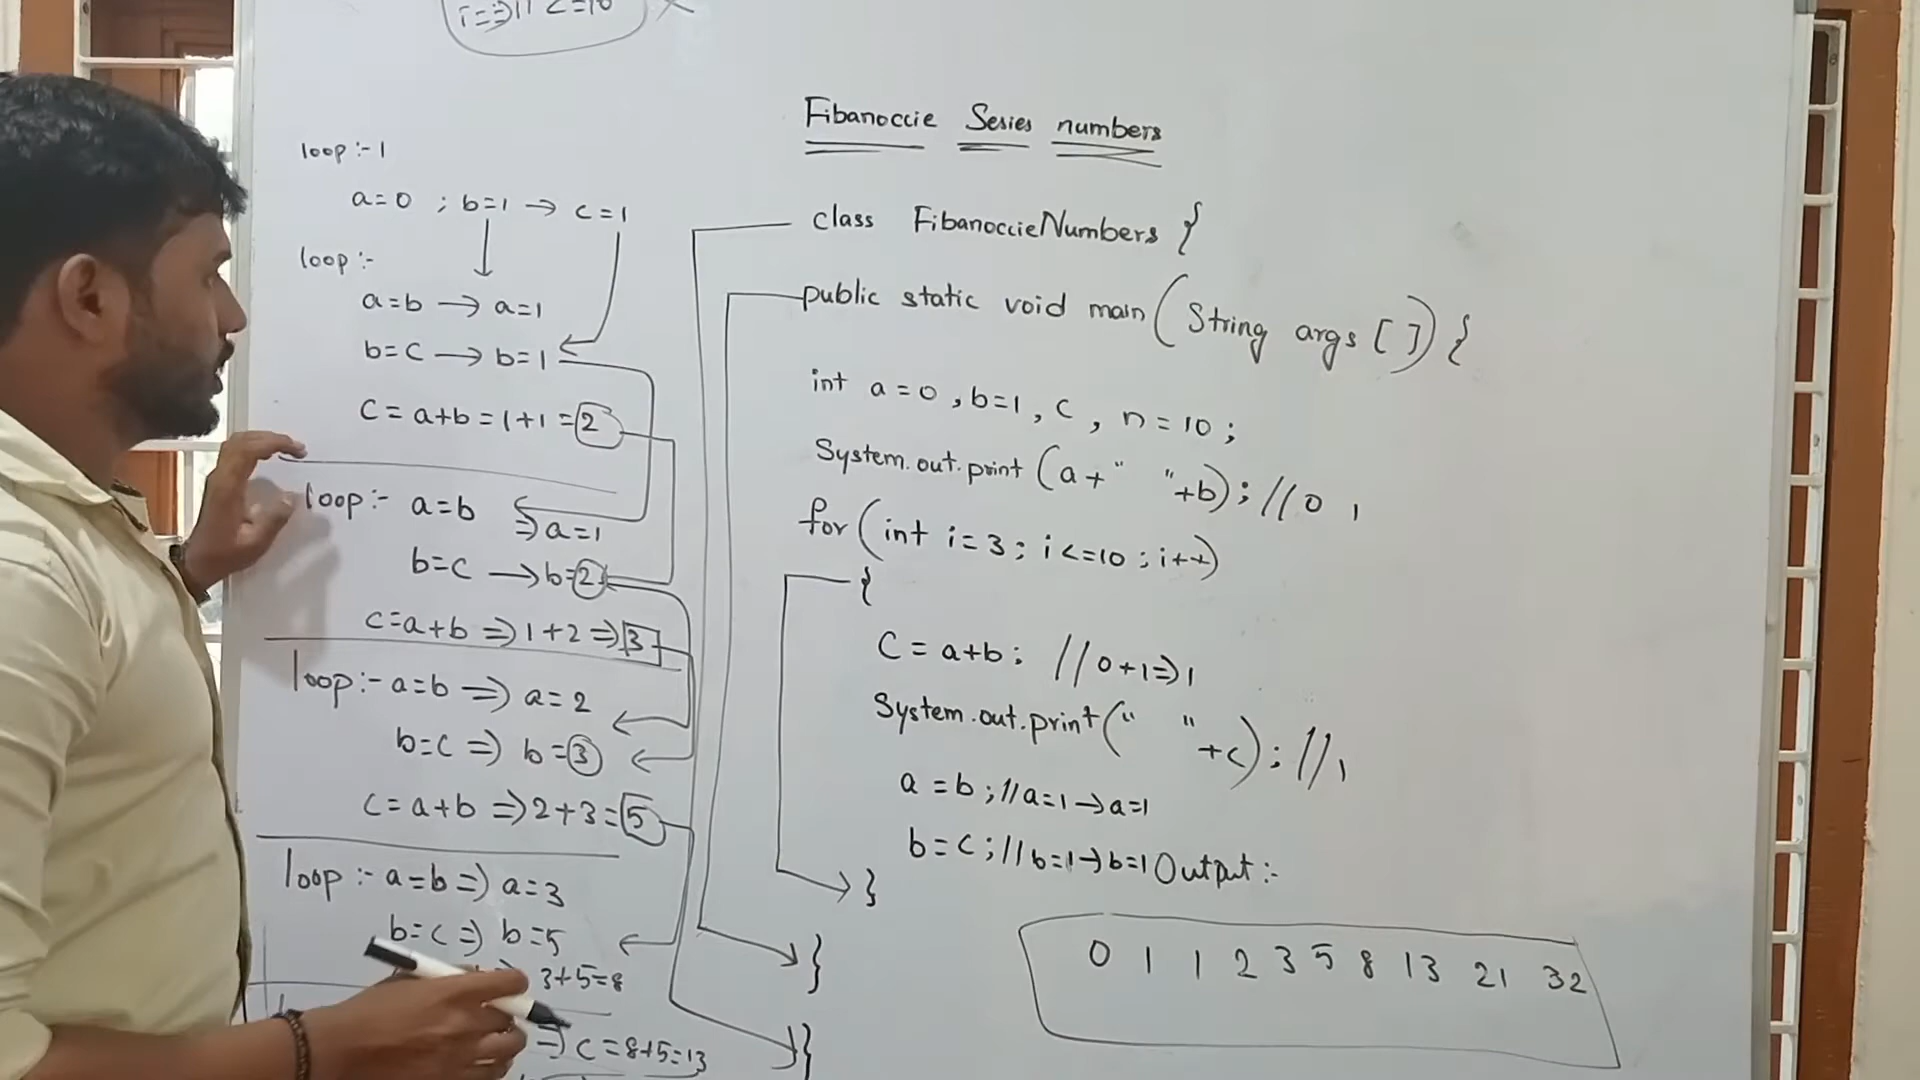 i=>11 <=10
loop :- 1
a=0 ; b=1 → c=1
loop :-
a=b → a=1
b=c → b=1
c = a+b = 1+1 = 2
loop :- a=b => a=1
b=c → b=2
c=a+b => 1+2 => 3
loop :- a=b => a=2
b=c => b=3
c=a+b => 2+3=5
loop :- a=b => a=3
b=c => b=5
3+5=8
=> c=8+5=13
Fibanoccie Series numbers
class FibanoccieNumbers {
public static void main (String args [ ]) {
int a=0 , b=1 , c , n=10 ;
System.out.print (a+" "+b); // 0 1
for (int i=3 ; i<=10 ; i++)
{
C = a+b; // 0+1=>1
System.out.print (" "+c); // 1
a = b ; // a=1→a=1
b=c ; // b=1→b=1
}
}
}
Output :-
0 1 1 2 3 5 8 13 21 32